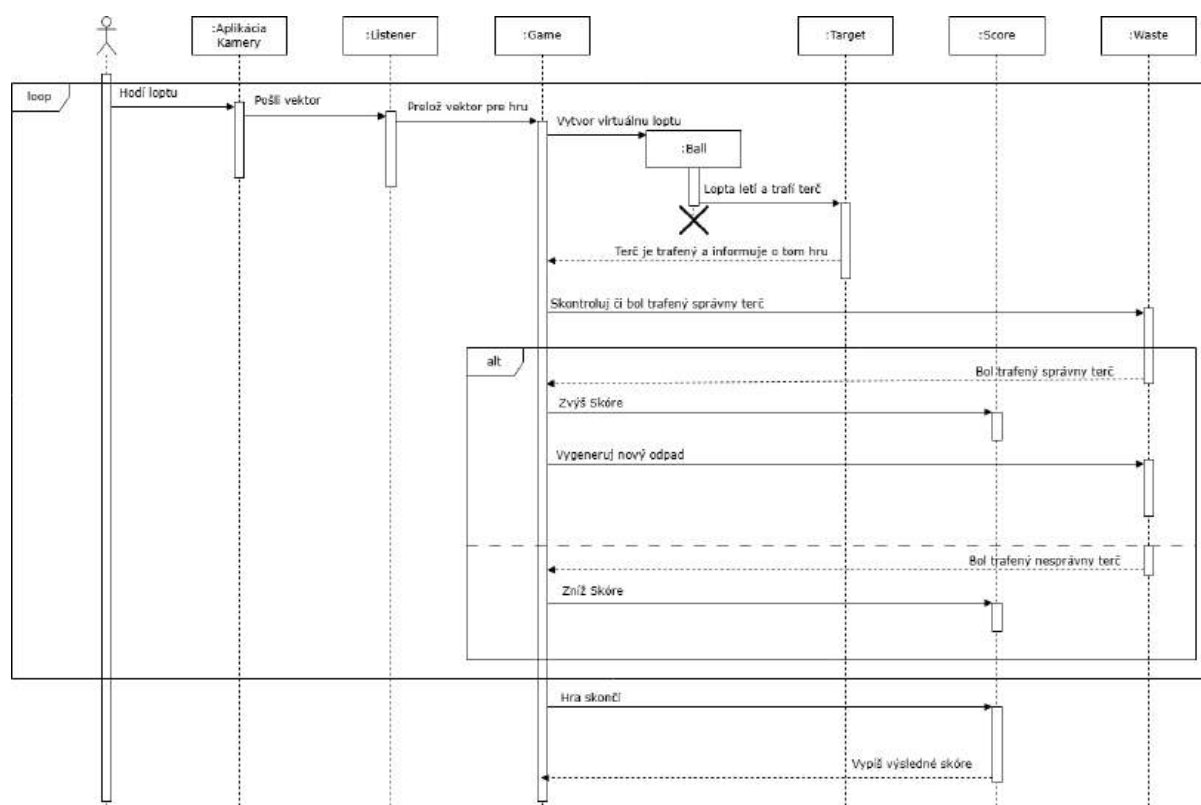 :Aplikácia
Kamery
:Listener
:Game
:Target
:Score
:Waste
loop
Hodí loptu
Pošli vektor
Prelož vektor pre hru
Vytvor virtuálnu loptu
:Ball
Lopta letí a trafí terč
Terč je trafený a informuje o tom hru
Skontroluj či bol trafený správny terč
alt
Bol trafený správny terč
Zvýš Skóre
Vygeneruj nový odpad
Bol trafený nesprávny terč
Zníž Skóre
Hra skončí
Vypíš výsledné skóre